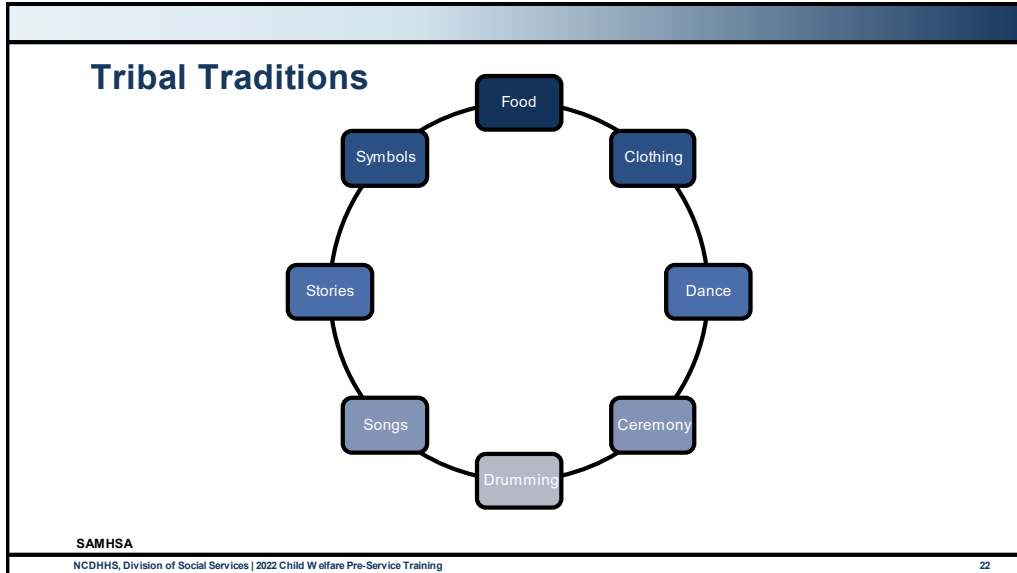 Tribal Traditions
Food
Clothing
Dance
Ceremony
Drumming
Songs
Stories
Symbols
SAMHSA
NCDHHS, Division of Social Services | 2022 Child Welfare Pre-Service Training
22